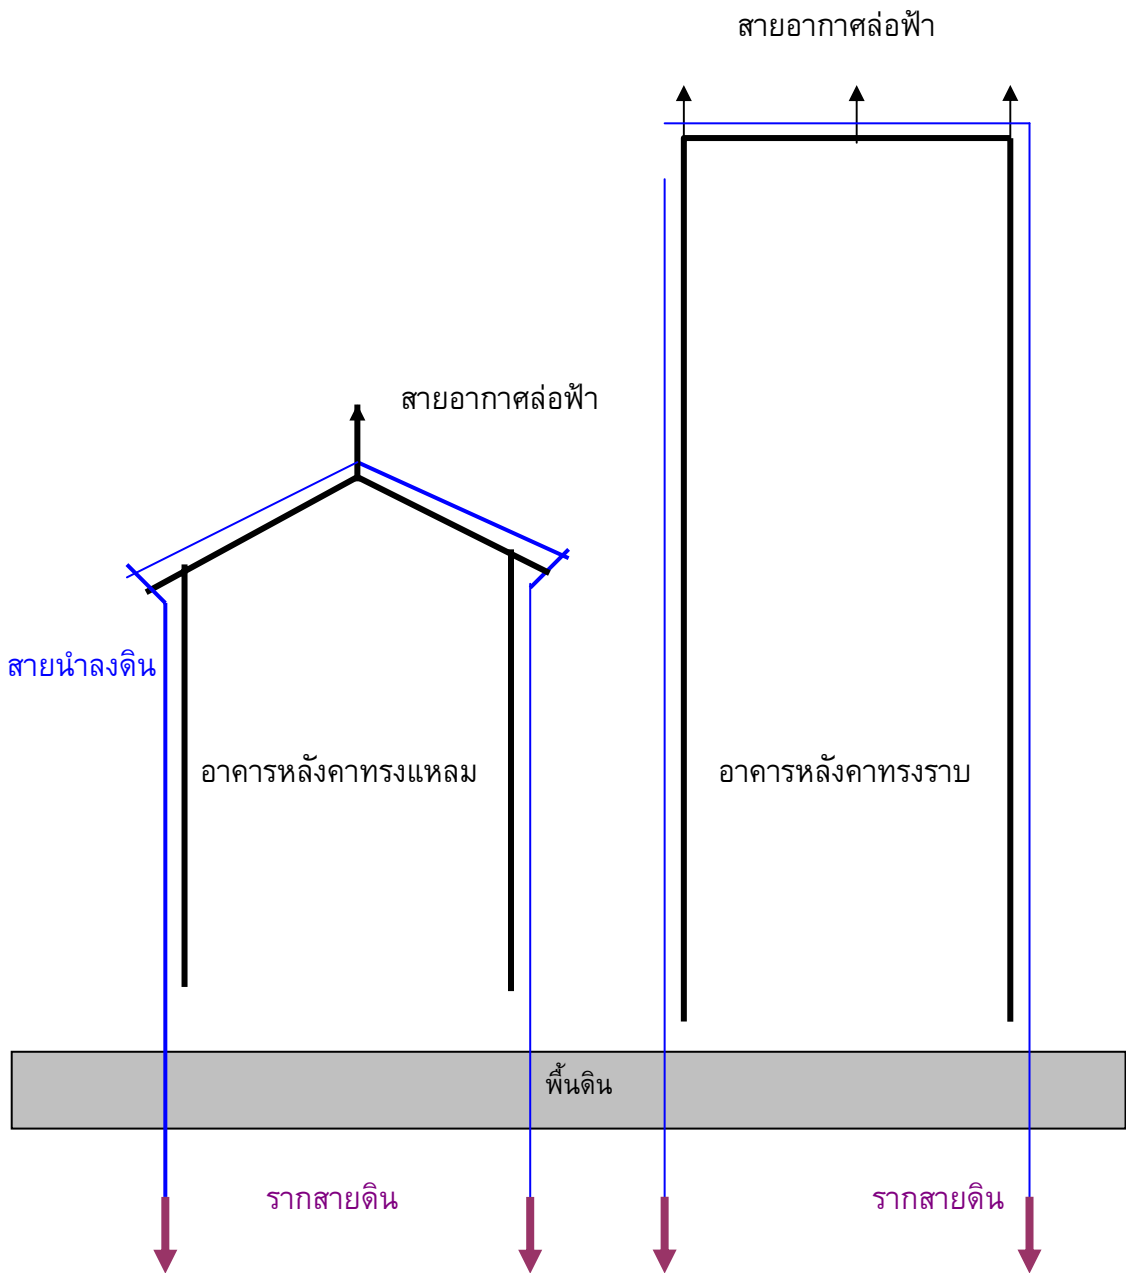 สายอากาศล่อฟ้า
สายอากาศล่อฟ้า
สายนำลงดิน
อาคารหลังคาทรงแหลม
อาคารหลังคาทรงราบ
พื้นดิน
รากสายดิน
รากสายดิน